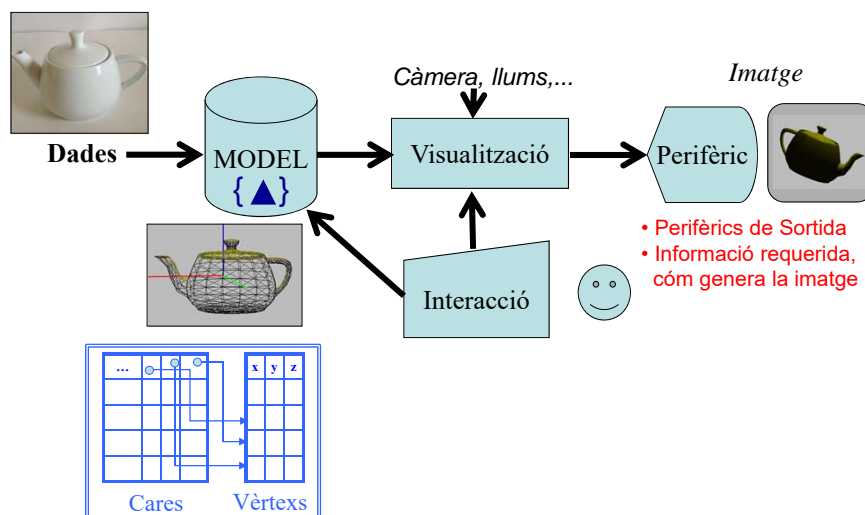 Càmera, llums,...
Imatge
Dades
MODEL
{▲}
Visualització
Perifèric
• Perifèrics de Sortida
• Informació requerida,
cóm genera la imatge
Interacció
...
x y z
Cares
Vèrtexs